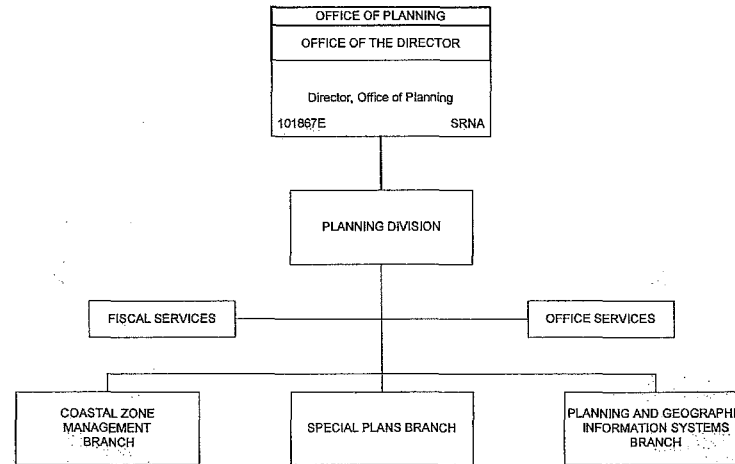 OFFICE OF PLANNING
OFFICE OF THE DIRECTOR
Director, Office of Planning
101867E SRNA
PLANNING DIVISION
FISCAL SERVICES
OFFICE SERVICES
COASTAL ZONE
MANAGEMENT
BRANCH
SPECIAL PLANS BRANCH
PLANNING AND GEOGRAPHI
INFORMATION SYSTEMS
BRANCH